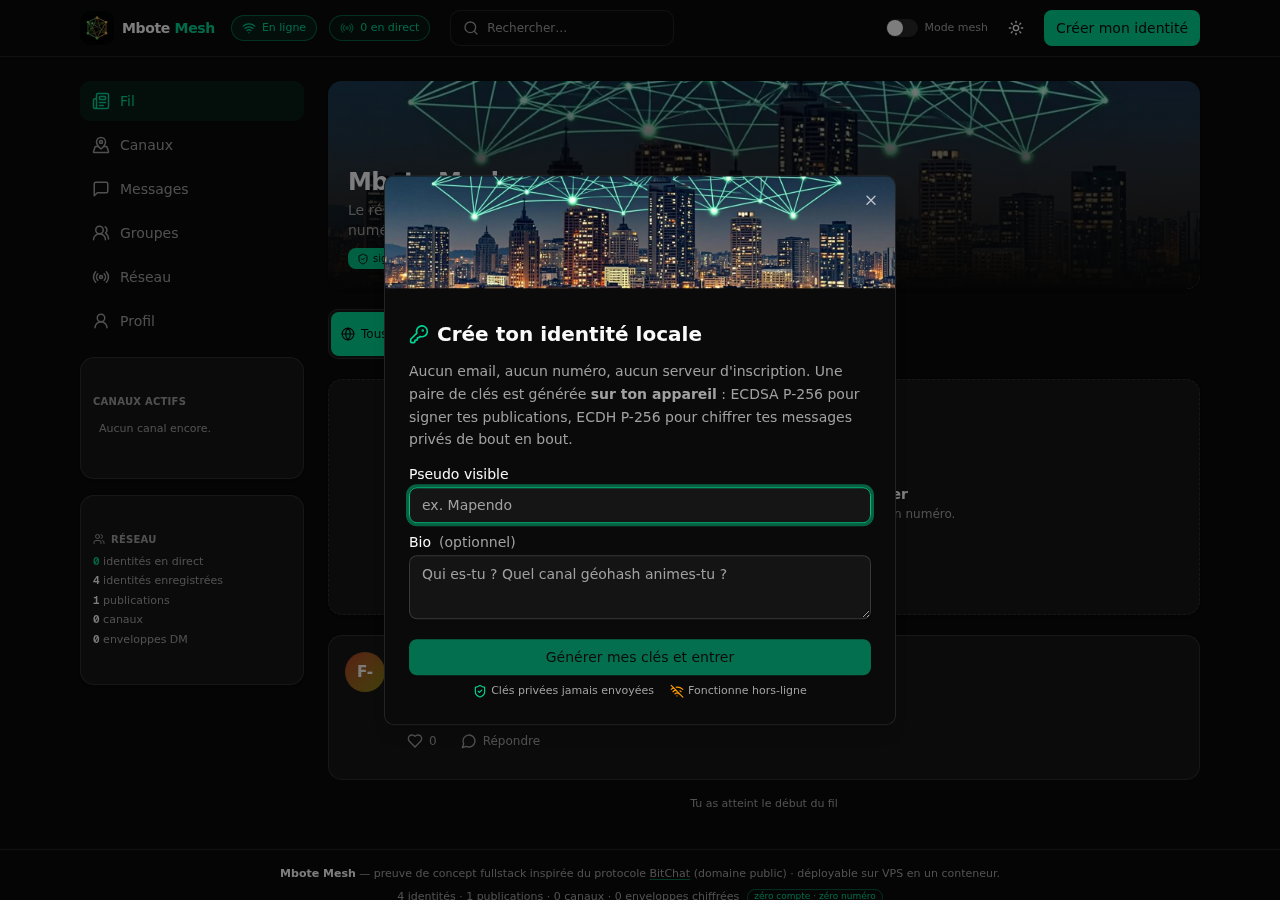 Mbote Mesh
En ligne
0 en direct
Rechercher…
Mode mesh
Créer mon identité
Fil
Canaux
Messages
Groupes
Réseau
Profil
CANAUX ACTIFS
Aucun canal encore.
RÉSEAU
0 identités en direct
4 identités enregistrées
1 publications
0 canaux
0 enveloppes DM
Le
Tous
Crée ton identité locale
Aucun email, aucun numéro, aucun serveur d'inscription. Une
paire de clés est générée sur ton appareil : ECDSA P-256 pour
signer tes publications, ECDH P-256 pour chiffrer tes messages
privés de bout en bout.
Pseudo visible
ex. Mapendo
Bio (optionnel)
Qui es-tu ? Quel canal géohash animes-tu ?
Générer mes clés et entrer
Clés privées jamais envoyées
Fonctionne hors-ligne
numéro.
F-
0
Répondre
Tu as atteint le début du fil
Mbote Mesh — preuve de concept fullstack inspirée du protocole BitChat (domaine public) · déployable sur VPS en un conteneur.
4 identités · 1 publications · 0 canaux · 0 enveloppes chiffrées
zéro compte · zéro numéro